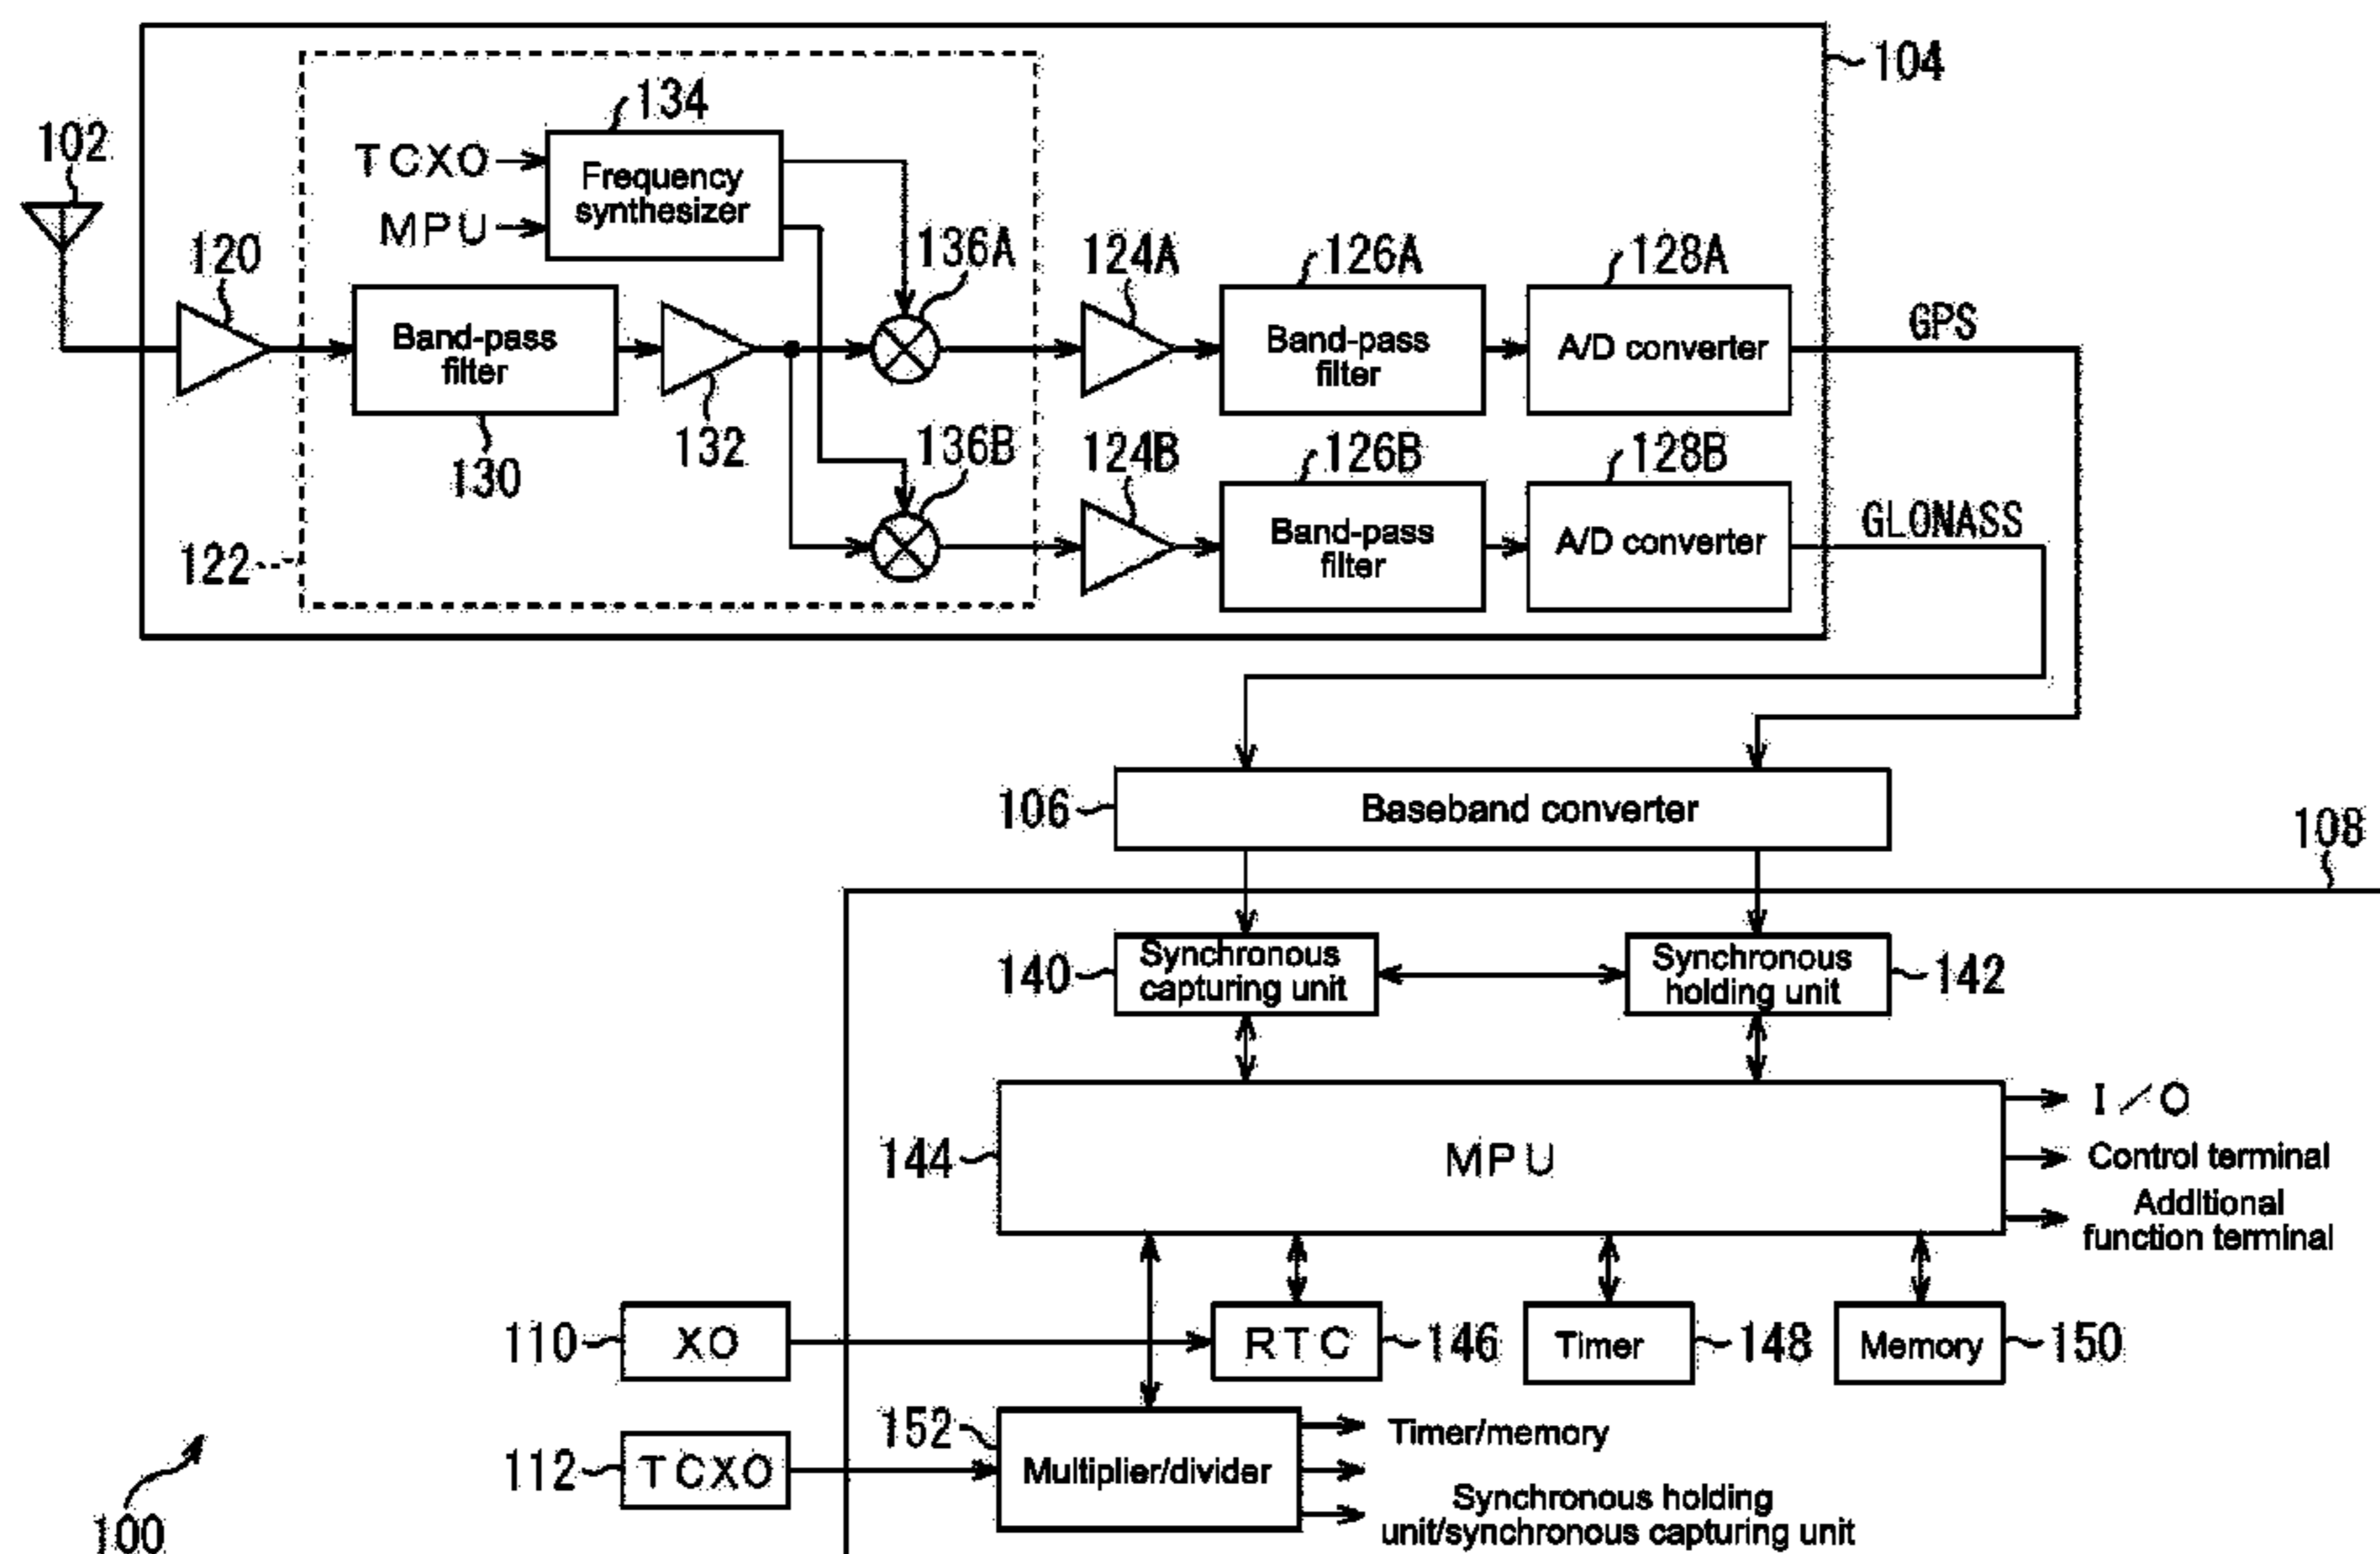 104
134
102
TCXO
Frequency
synthesizer
MPU
120
136A
124A
126A
128A
GPS
Band-pass
filter
Band-pass
filter
A/D converter
132
130
136B
124B
126B
128B
GLONASS
Band-pass
filter
A/D converter
122
106
Baseband converter
108
140
Synchronous
capturing unit
Synchronous
holding unit
142
144
MPU
I/O
Control terminal
Additional
function terminal
110
XO
RTC
146
Timer
148
Memory
150
152
112
TCXO
Multiplier/divider
Timer/memory
Synchronous holding
unit/synchronous capturing unit
100